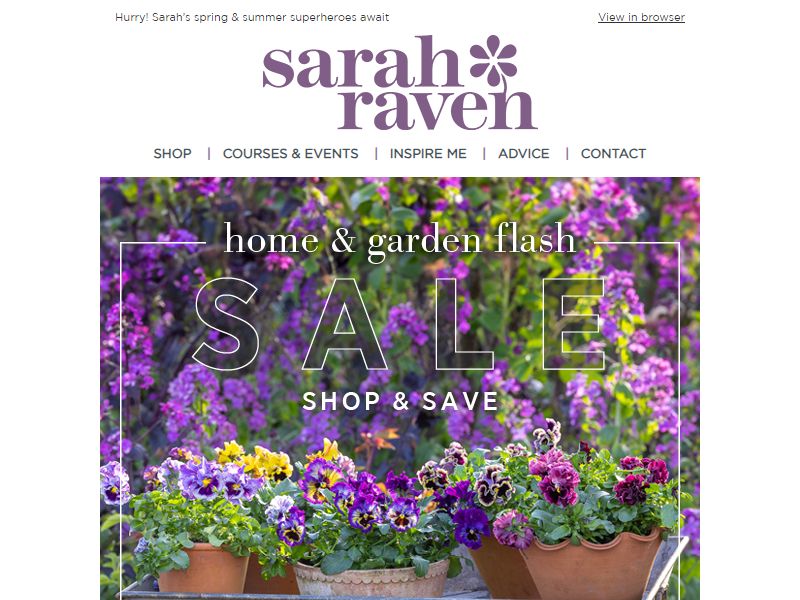 Hurry! Sarah's spring & summer superheroes await
View in browser
sarah
raven
SHOP | COURSES & EVENTS | INSPIRE ME | ADVICE | CONTACT
home & garden flash
SALE
SHOP & SAVE